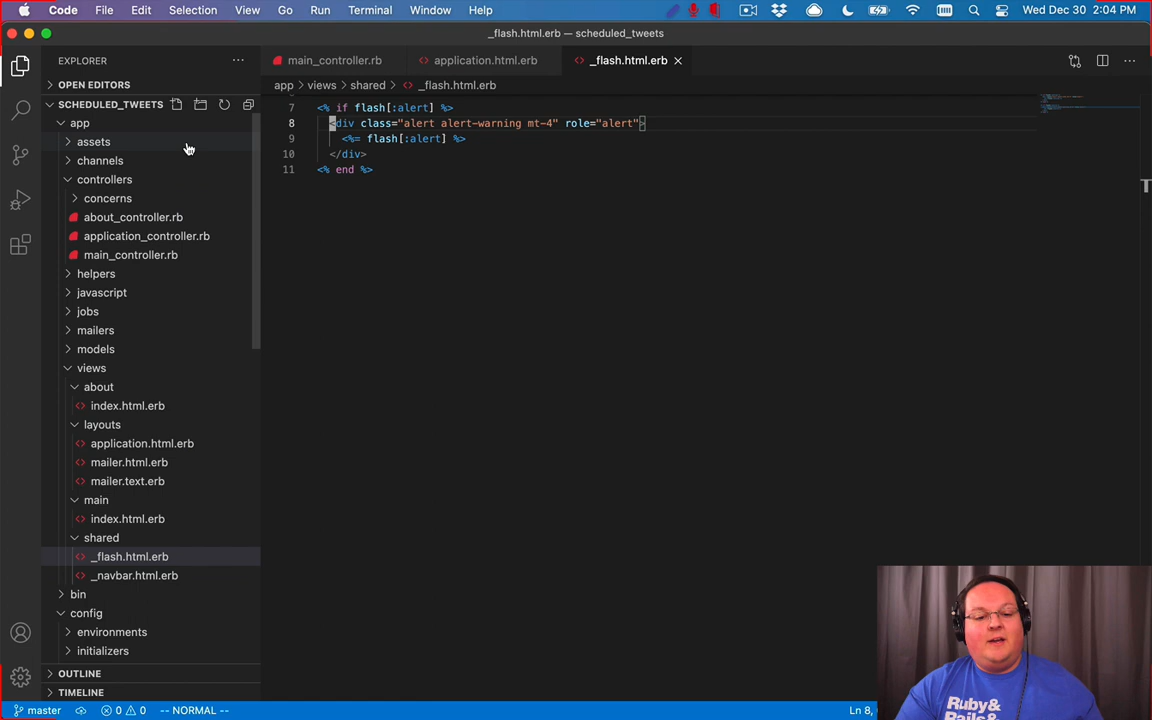 Code File Edit Selection View Go Run Terminal Window Help Wed Dec 30 2:04 PM
_flash.html.erb — scheduled_tweets
EXPLORER
main_controller.rb
application.html.erb
_flash.html.erb
OPEN EDITORS
app > views > shared > _flash.html.erb
SCHEDULED_TWEETS
7 <% if flash[:alert] %>
8 <div class="alert alert-warning mt-4" role="alert">
9 <%= flash[:alert] %>
10 </div>
11 <% end %>
app
assets
channels
controllers
concerns
about_controller.rb
application_controller.rb
main_controller.rb
helpers
javascript
jobs
mailers
models
views
about
index.html.erb
layouts
application.html.erb
mailer.html.erb
mailer.text.erb
main
index.html.erb
shared
_flash.html.erb
_navbar.html.erb
bin
config
environments
initializers
OUTLINE
TIMELINE
master 0 0 -- NORMAL -- Ln 8,
Ruby&
Rails